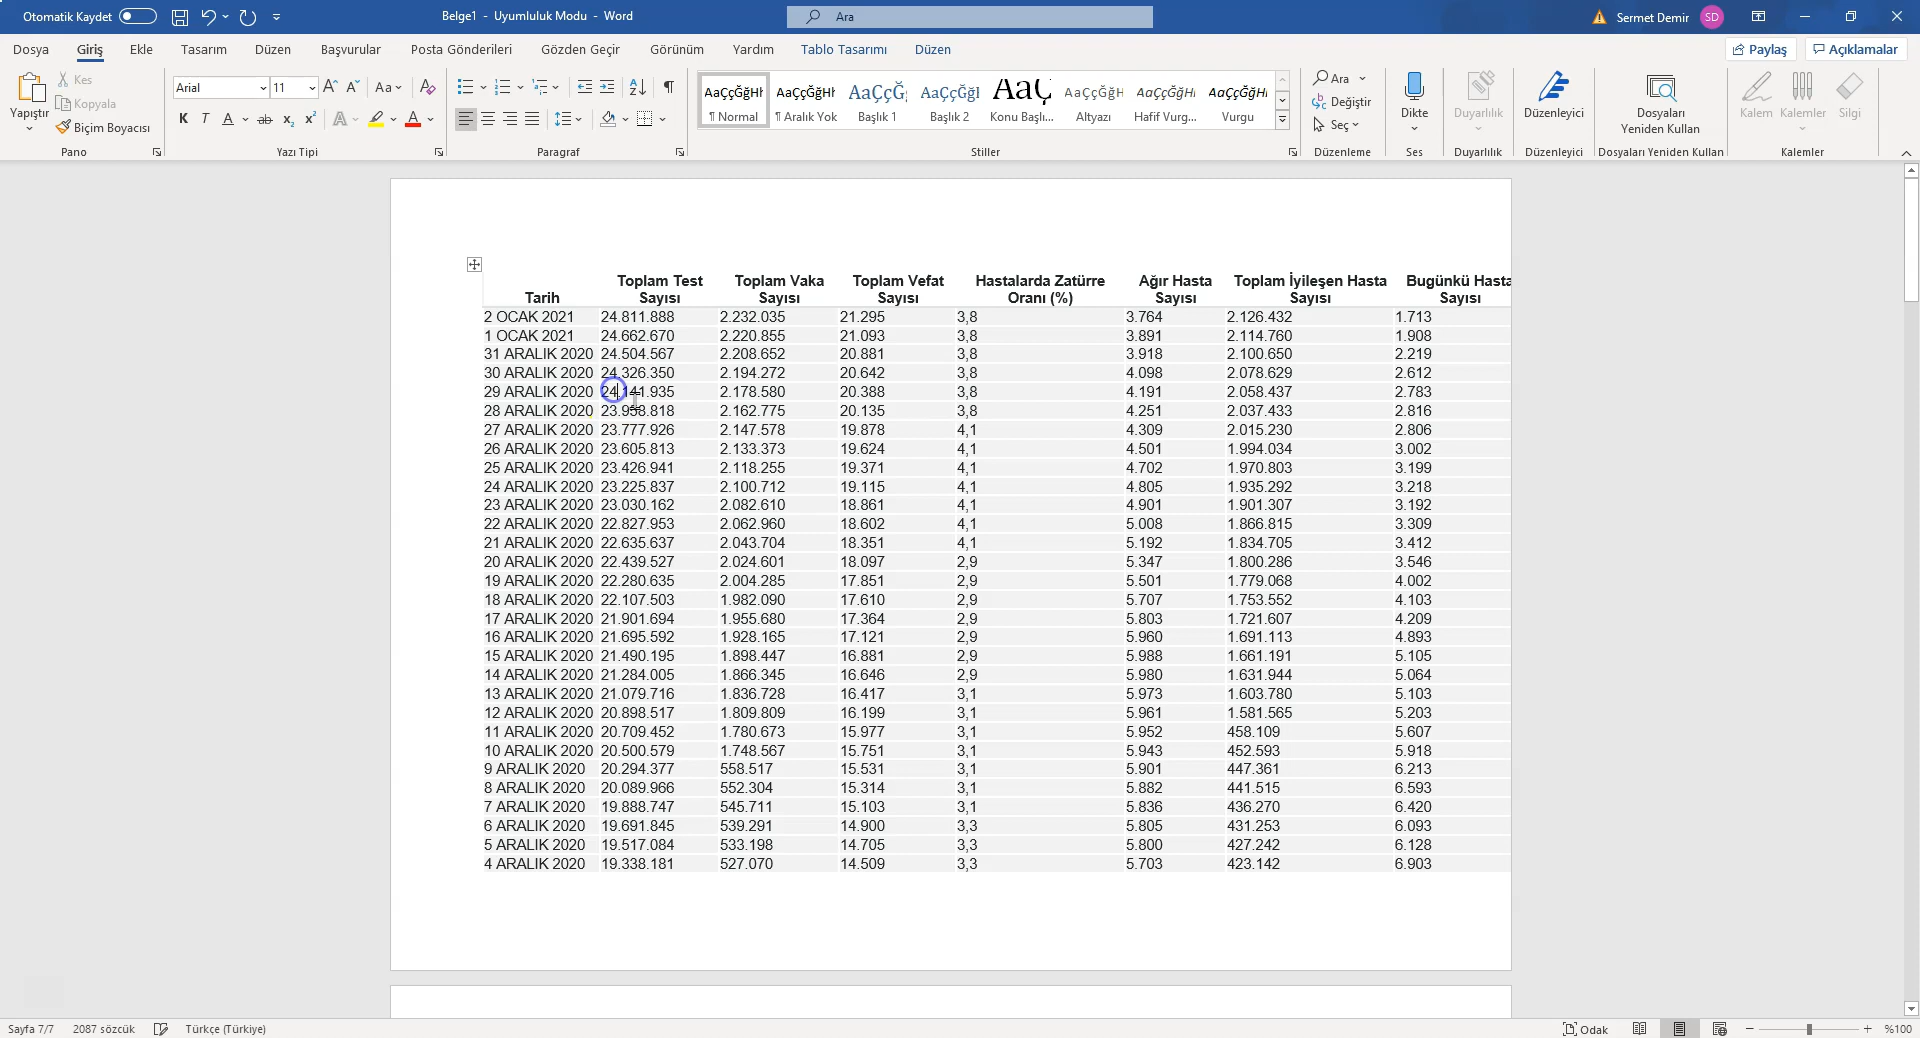 Otomatik Kaydet
Belge1 - Uyumluluk Modu - Word
Ara
Sermet Demir SD
Dosya Giriş Ekle Tasarım Düzen Başvurular Posta Gönderileri Gözden Geçir Görünüm Yardım Tablo Tasarımı Düzen
Paylaş Açıklamalar
Yapıştır
Kes
Kopyala
Biçim Boyacısı
Pano
Arial 11
Yazı Tipi
Paragraf
AaÇçĞğHł AaÇçĞğHł AaÇçĞ AaÇçĞğI AaÇ AaÇçĞğH AaÇçĞğH AaÇçĞğH
¶ Normal ¶ Aralık Yok Başlık 1 Başlık 2 Konu Başlı... Altyazı Hafif Vurg... Vurgu
Stiller
Ara
Değiştir
Seç
Düzenleme
Dikte
Ses
Duyarlılık
Duyarlılık
Düzenleyici
Düzenleyici
Dosyaları
Yeniden Kullan
Dosyaları Yeniden Kullan
Kalem Kalemler Silgi
Kalemler
Tarih Toplam Test Sayısı Toplam Vaka Sayısı Toplam Vefat Sayısı Hastalarda Zatürre Oranı (%) Ağır Hasta Sayısı Toplam İyileşen Hasta Sayısı Bugünkü Hasta Sayısı
2 OCAK 2021 24.811.888 2.232.035 21.295 3,8 3.764 2.126.432 1.713
1 OCAK 2021 24.662.670 2.220.855 21.093 3,8 3.891 2.114.760 1.908
31 ARALIK 2020 24.504.567 2.208.652 20.881 3,8 3.918 2.100.650 2.219
30 ARALIK 2020 24.326.350 2.194.272 20.642 3,8 4.098 2.078.629 2.612
29 ARALIK 2020 24.141.935 2.178.580 20.388 3,8 4.191 2.058.437 2.783
28 ARALIK 2020 23.958.818 2.162.775 20.135 3,8 4.251 2.037.433 2.816
27 ARALIK 2020 23.777.926 2.147.578 19.878 4,1 4.309 2.015.230 2.806
26 ARALIK 2020 23.605.813 2.133.373 19.624 4,1 4.501 1.994.034 3.002
25 ARALIK 2020 23.426.941 2.118.255 19.371 4,1 4.702 1.970.803 3.199
24 ARALIK 2020 23.225.837 2.100.712 19.115 4,1 4.805 1.935.292 3.218
23 ARALIK 2020 23.030.162 2.082.610 18.861 4,1 4.901 1.901.307 3.192
22 ARALIK 2020 22.827.953 2.062.960 18.602 4,1 5.008 1.866.815 3.309
21 ARALIK 2020 22.635.637 2.043.704 18.351 4,1 5.192 1.834.705 3.412
20 ARALIK 2020 22.439.527 2.024.601 18.097 2,9 5.347 1.800.286 3.546
19 ARALIK 2020 22.280.635 2.004.285 17.851 2,9 5.501 1.779.068 4.002
18 ARALIK 2020 22.107.503 1.982.090 17.610 2,9 5.707 1.753.552 4.103
17 ARALIK 2020 21.901.694 1.955.680 17.364 2,9 5.803 1.721.607 4.209
16 ARALIK 2020 21.695.592 1.928.165 17.121 2,9 5.960 1.691.113 4.893
15 ARALIK 2020 21.490.195 1.898.447 16.881 2,9 5.988 1.661.191 5.105
14 ARALIK 2020 21.284.005 1.866.345 16.646 2,9 5.980 1.631.944 5.064
13 ARALIK 2020 21.079.716 1.836.728 16.417 3,1 5.973 1.603.780 5.103
12 ARALIK 2020 20.898.517 1.809.809 16.199 3,1 5.961 1.581.565 5.203
11 ARALIK 2020 20.709.452 1.780.673 15.977 3,1 5.952 458.109 5.607
10 ARALIK 2020 20.500.579 1.748.567 15.751 3,1 5.943 452.593 5.918
9 ARALIK 2020 20.294.377 558.517 15.531 3,1 5.901 447.361 6.213
8 ARALIK 2020 20.089.966 552.304 15.314 3,1 5.882 441.515 6.593
7 ARALIK 2020 19.888.747 545.711 15.103 3,1 5.836 436.270 6.420
6 ARALIK 2020 19.691.845 539.291 14.900 3,3 5.805 431.253 6.093
5 ARALIK 2020 19.517.084 533.198 14.705 3,3 5.800 427.242 6.128
4 ARALIK 2020 19.338.181 527.070 14.509 3,3 5.703 423.142 6.903
Sayfa 7/7 2087 sözcük Türkçe (Türkiye) Odak %100